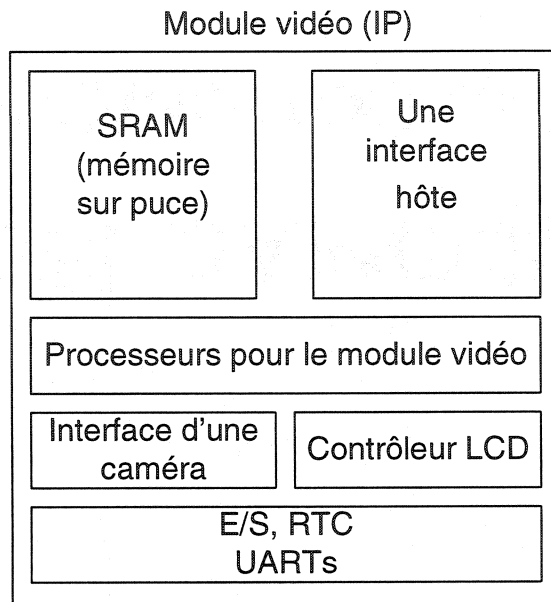 Module vidéo (IP)
SRAM
(mémoire
sur puce)
Une
interface
hôte
Processeurs pour le module vidéo
Interface d'une
caméra
Contrôleur LCD
E/S, RTC
UARTs